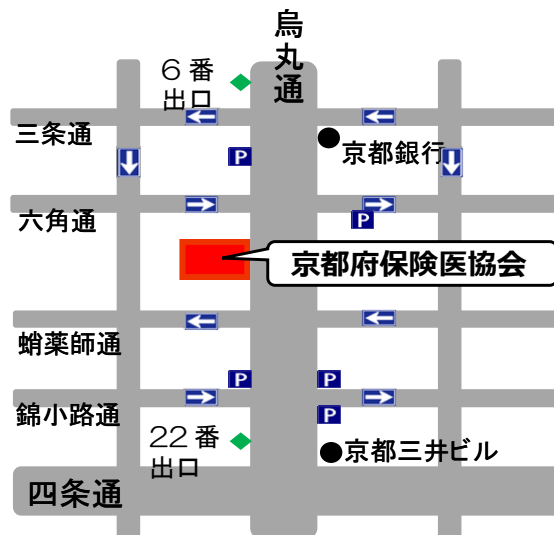 烏丸通
6番
出口
三条通
京都銀行
P
六角通
P
京都府保険医協会
蛸薬師通
P
P
錦小路通
P
22番
出口
京都三井ビル
四条通